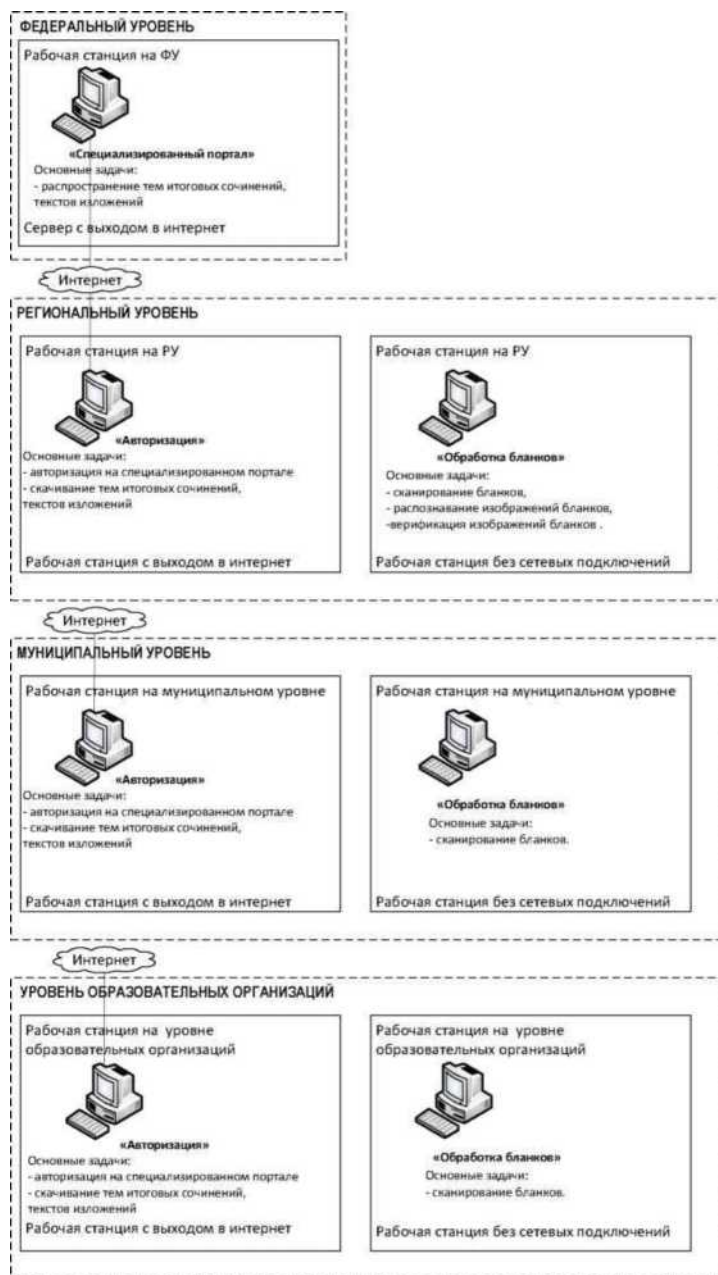 ФЕДЕРАЛЬНЫЙ УРОВЕНЬ
Рабочая станция на ФУ
«Специализированный портал»
Основные задачи:
- распространение тем итоговых сочинений,
текстов изложений
Сервер с выходом в интернет
Интернет
РЕГИОНАЛЬНЫЙ УРОВЕНЬ
Рабочая станция на РУ
«Авторизация»
Основные задачи:
- авторизация на специализированном портале
- скачивание тем итоговых сочинений,
текстов изложений
Рабочая станция с выходом в интернет
Рабочая станция на РУ
«Обработка бланков»
Основные задачи:
- сканирование бланков,
- распознавание изображений бланков,
-верификация изображений бланков .
Рабочая станция без сетевых подключений
Интернет
МУНИЦИПАЛЬНЫЙ УРОВЕНЬ
Рабочая станция на муниципальном уровне
«Авторизация»
Основные задачи:
- авторизация на специализированном портале
- скачивание тем итоговых сочинений,
текстов изложений
Рабочая станция с выходом в интернет
Рабочая станция на муниципальном уровне
«Обработка бланков»
Основные задачи:
- сканирование бланков.
Рабочая станция без сетевых подключений
Интернет
УРОВЕНЬ ОБРАЗОВАТЕЛЬНЫХ ОРГАНИЗАЦИЙ
Рабочая станция на уровне
образовательных организаций
«Авторизация»
Основные задачи:
- авторизация на специализированном портале
- скачивание тем итоговых сочинений,
текстов изложений
Рабочая станция с выходом в интернет
Рабочая станция на уровне
образовательных организаций
«Обработка бланков»
Основные задачи:
- сканирование бланков.
Рабочая станция без сетевых подключений